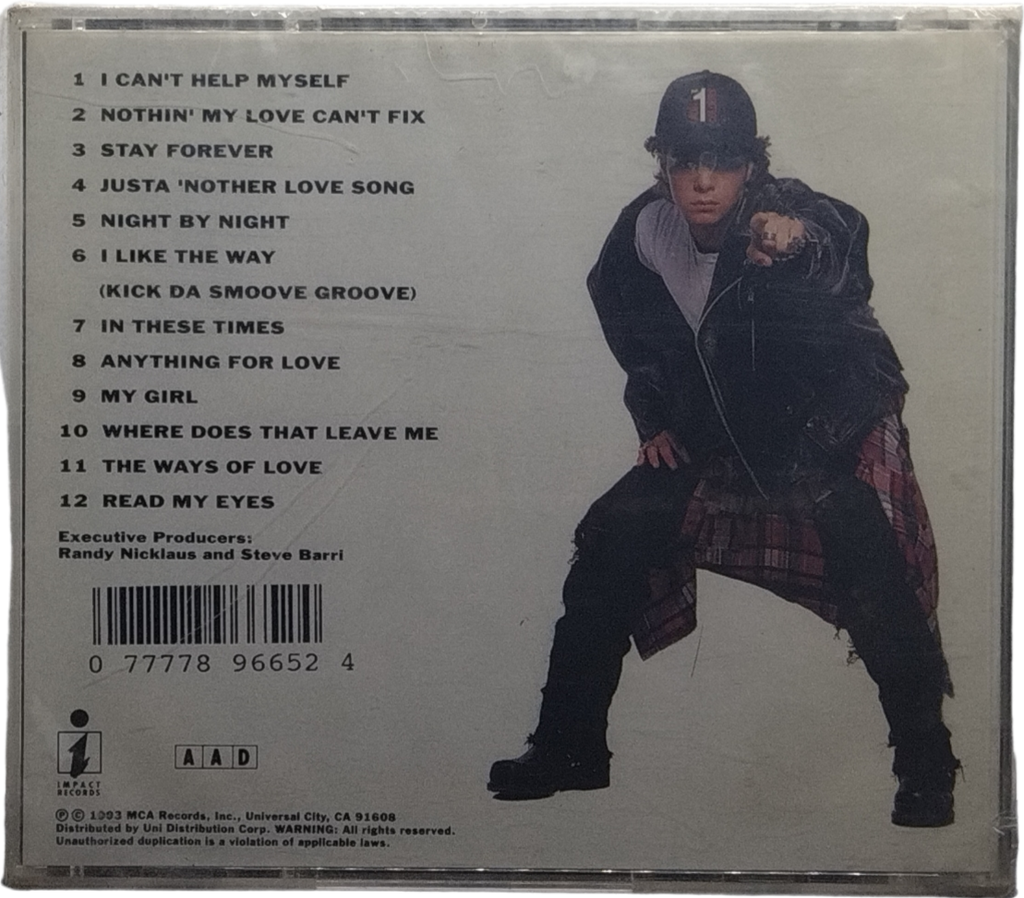 1 I CAN'T HELP MYSELF
2 NOTHIN' MY LOVE CAN'T FIX
3 STAY FOREVER
4 JUSTA 'NOTHER LOVE SONG
5 NIGHT BY NIGHT
6 I LIKE THE WAY
(KICK DA SMOOVE GROOVE)
7 IN THESE TIMES
8 ANYTHING FOR LOVE
9 MY GIRL
10 WHERE DOES THAT LEAVE ME
11 THE WAYS OF LOVE
12 READ MY EYES
Executive Producers:
Randy Nicklaus and Steve Barri
0 77778 96652 4
i
IMPACT
RECORDS
A A D
℗ © 1993 MCA Records, Inc., Universal City, CA 91608
Distributed by Uni Distribution Corp. WARNING: All rights reserved.
Unauthorized duplication is a violation of applicable laws.
1